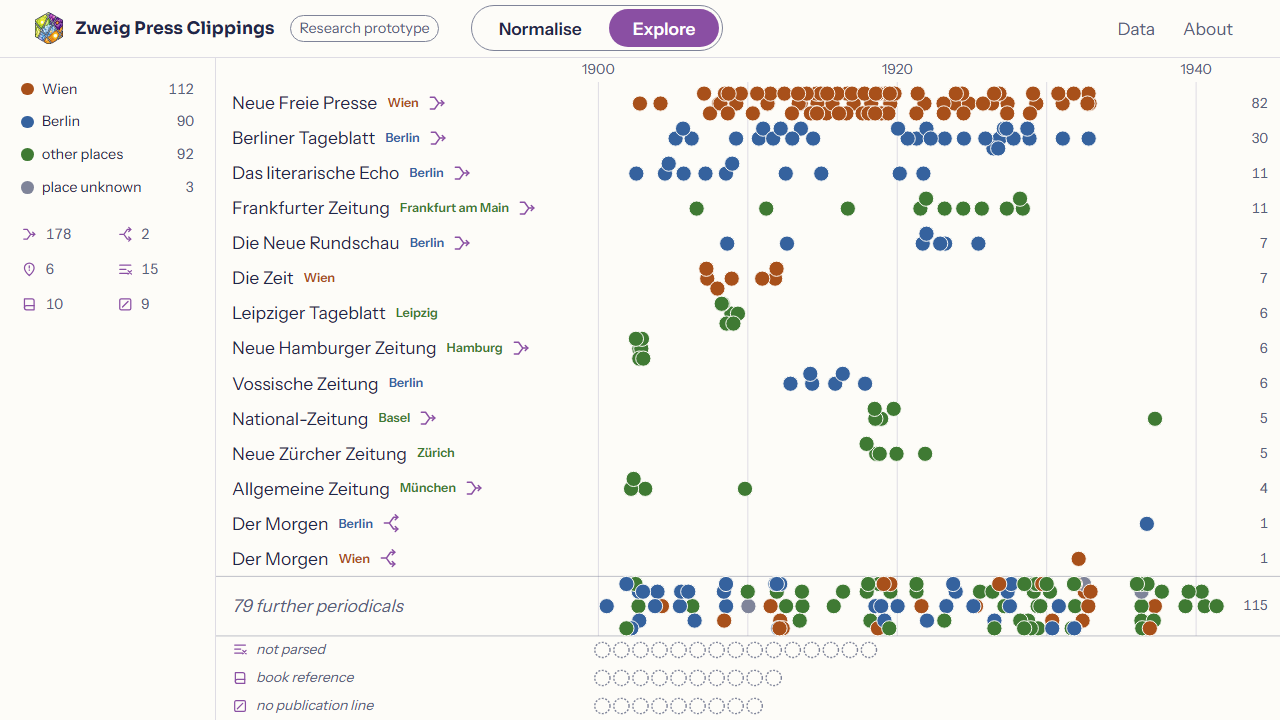 Zweig Press Clippings Research prototype Normalise Explore Data About
1900 1920 1940
Wien 112
Berlin 90
other places 92
place unknown 3
178 2
6 15
10 9
Neue Freie Presse Wien 82
Berliner Tageblatt Berlin 30
Das literarische Echo Berlin 11
Frankfurter Zeitung Frankfurt am Main 11
Die Neue Rundschau Berlin 7
Die Zeit Wien 7
Leipziger Tageblatt Leipzig 6
Neue Hamburger Zeitung Hamburg 6
Vossische Zeitung Berlin 6
National-Zeitung Basel 5
Neue Zürcher Zeitung Zürich 5
Allgemeine Zeitung München 4
Der Morgen Berlin 1
Der Morgen Wien 1
79 further periodicals 115
not parsed
book reference
no publication line